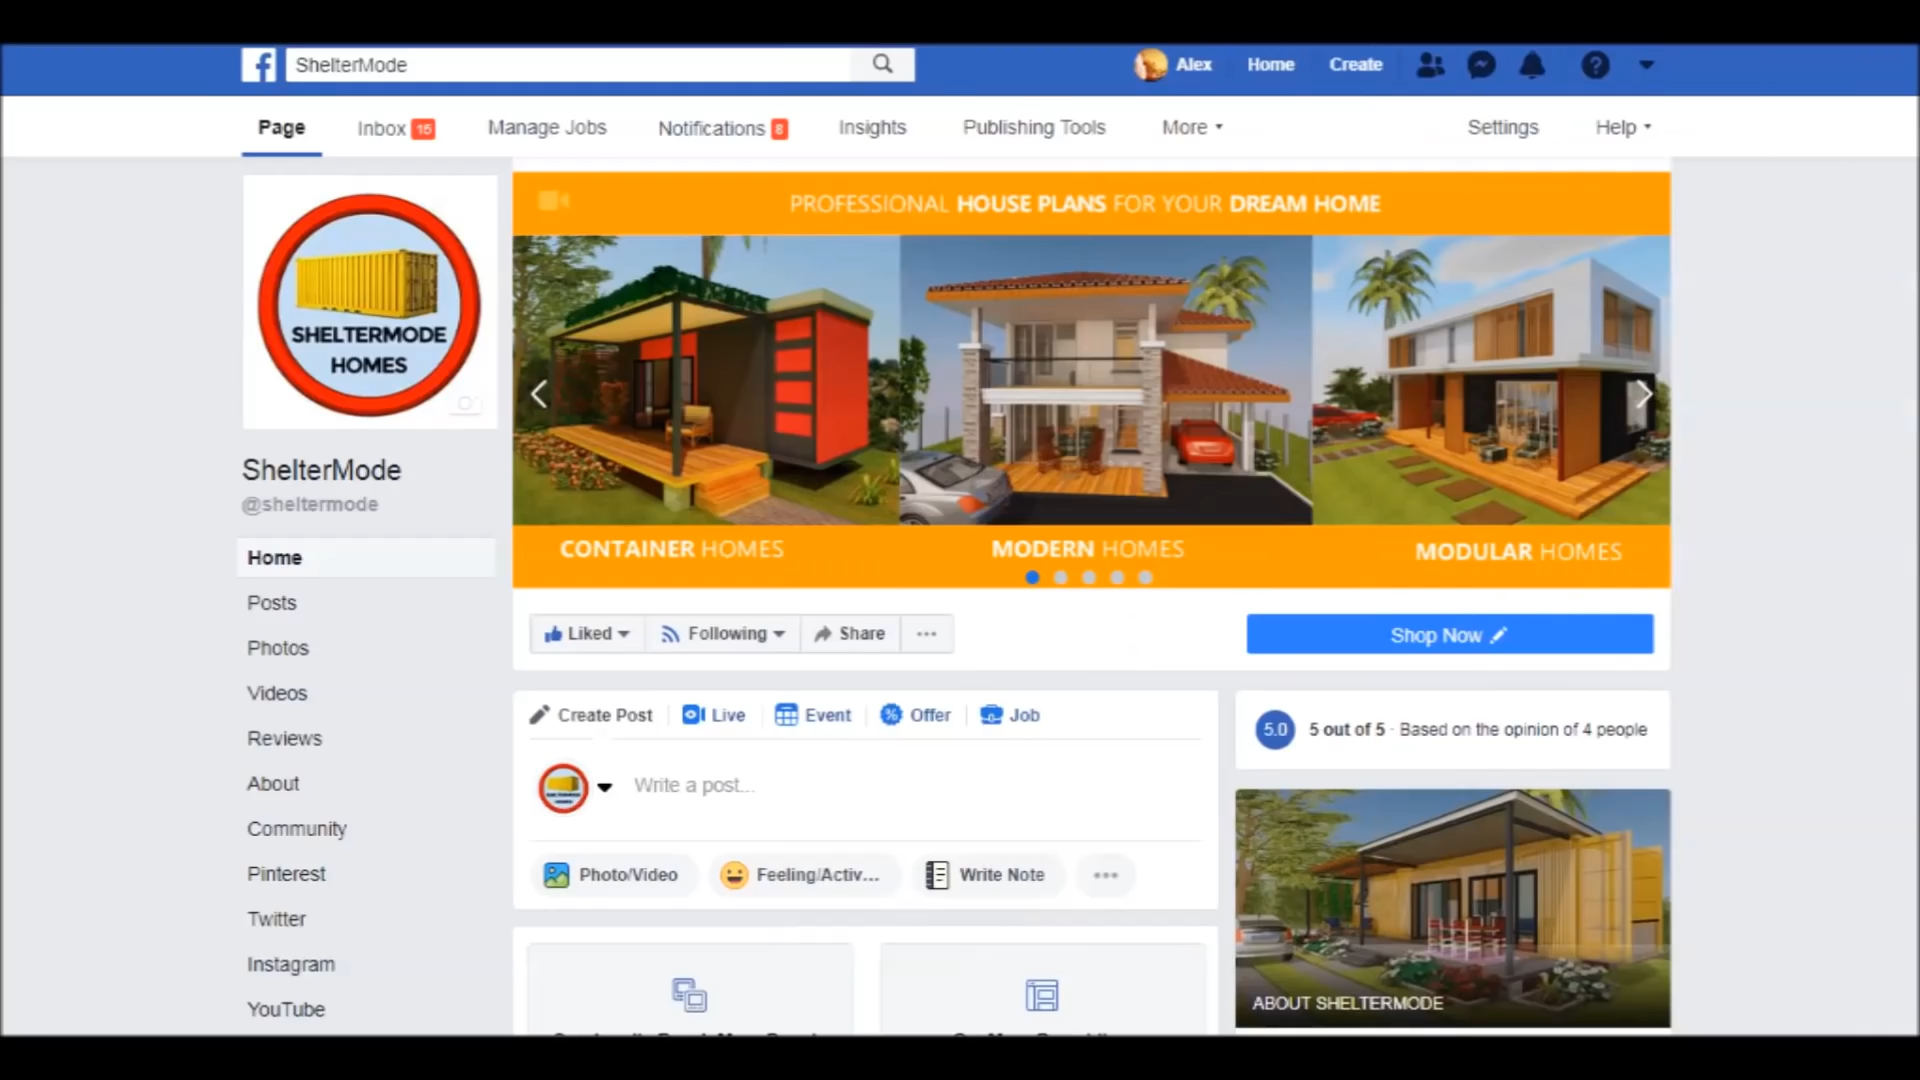 ShelterMode
Alex Home Create
Page Inbox 15 Manage Jobs Notifications 8 Insights Publishing Tools More Settings Help
PROFESSIONAL HOUSE PLANS FOR YOUR DREAM HOME
SHELTERMODE
HOMES
CONTAINER HOMES MODERN HOMES MODULAR HOMES
ShelterMode
@sheltermode
Home
Posts
Photos
Videos
Reviews
About
Community
Pinterest
Twitter
Instagram
YouTube
Liked Following Share ...
Shop Now
Create Post Live Event Offer Job
Write a post...
Photo/Video Feeling/Activ... Write Note ...
5.0 5 out of 5 · Based on the opinion of 4 people
ABOUT SHELTERMODE